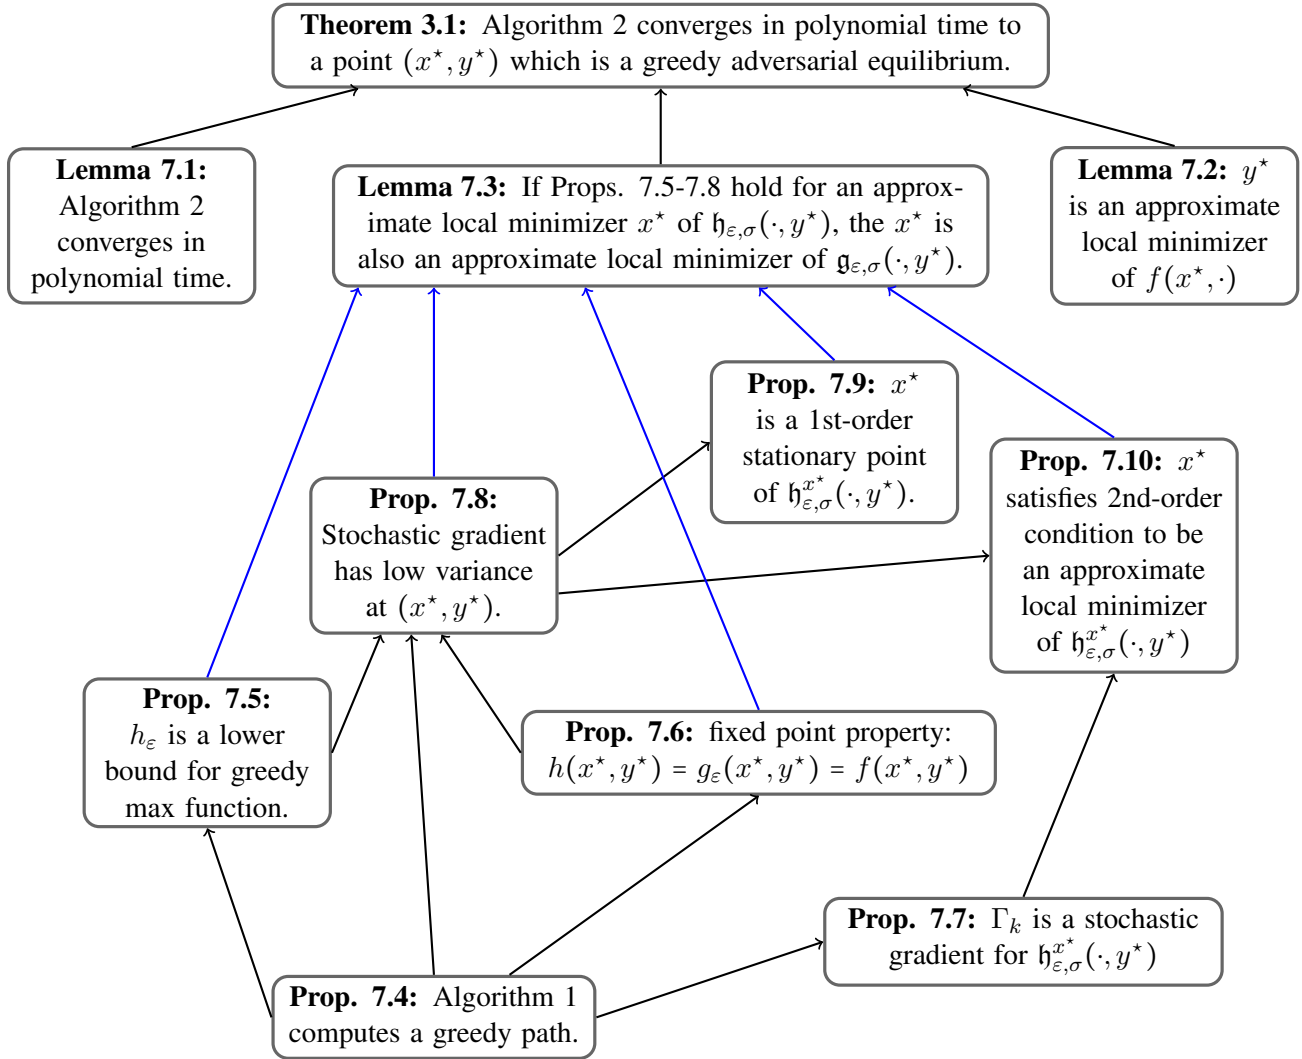 Theorem 3.1: Algorithm 2 converges in polynomial time to
a point (x⋆, y⋆) which is a greedy adversarial equilibrium.
Lemma 7.1:
Algorithm 2
converges in
polynomial time.
Lemma 7.3: If Props. 7.5-7.8 hold for an approx-
imate local minimizer x⋆ of 𝔥ε,σ(·, y⋆), the x⋆ is
also an approximate local minimizer of 𝔤ε,σ(·, y⋆).
Lemma 7.2: y⋆
is an approximate
local minimizer
of f(x⋆, ·)
Prop. 7.9: x⋆
is a 1st-order
stationary point
of 𝔥ε,σ^x⋆(·, y⋆).
Prop. 7.10: x⋆
satisfies 2nd-order
condition to be
an approximate
local minimizer
of 𝔥ε,σ^x⋆(·, y⋆)
Prop. 7.8:
Stochastic gradient
has low variance
at (x⋆, y⋆).
Prop. 7.5:
hε is a lower
bound for greedy
max function.
Prop. 7.6: fixed point property:
h(x⋆, y⋆) = gε(x⋆, y⋆) = f(x⋆, y⋆)
Prop. 7.7: Γk is a stochastic
gradient for 𝔥ε,σ^x⋆(·, y⋆)
Prop. 7.4: Algorithm 1
computes a greedy path.